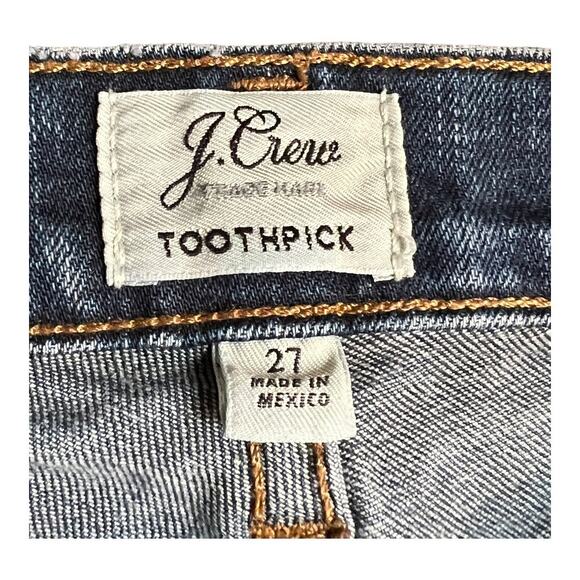 J.Crew
TRADE MARK
TOOTHPICK
27
MADE IN
MEXICO